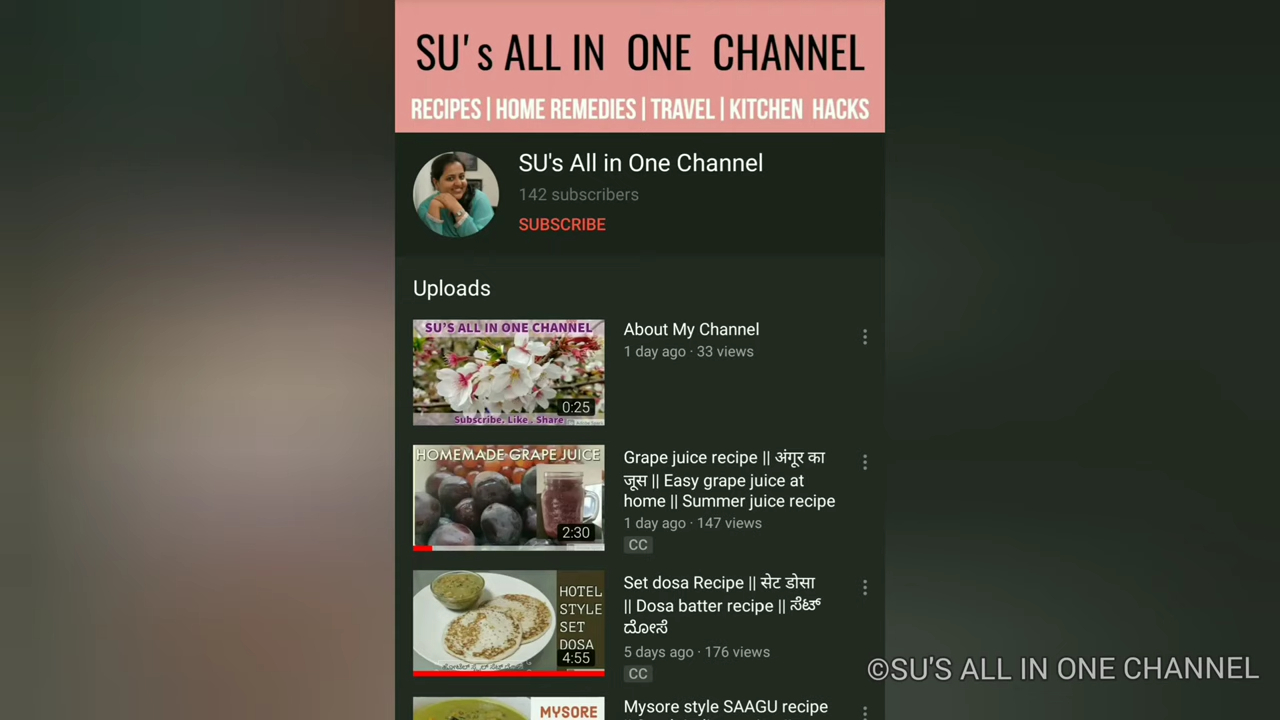 SU's ALL IN ONE CHANNEL
RECIPES | HOME REMEDIES | TRAVEL | KITCHEN HACKS
SU's All in One Channel
142 subscribers
SUBSCRIBE
Uploads
SU'S ALL IN ONE CHANNEL
Subscribe. Like . Share
0:25
About My Channel
1 day ago · 33 views
HOMEMADE GRAPE JUICE
2:30
Grape juice recipe || अंगूर का
जूस || Easy grape juice at
home || Summer juice recipe
1 day ago · 147 views
CC
HOTEL
STYLE
SET
DOSA
4:55
ಹೋಟೆಲ್ ಸ್ಟೈಲ್ ಸೆಟ್ ದೋಸೆ
Set dosa Recipe || सेट डोसा
|| Dosa batter recipe || ಸೆಟ್
ದೋಸೆ
5 days ago · 176 views
CC
MYSORE
Mysore style SAAGU recipe
©SU'S ALL IN ONE CHANNEL